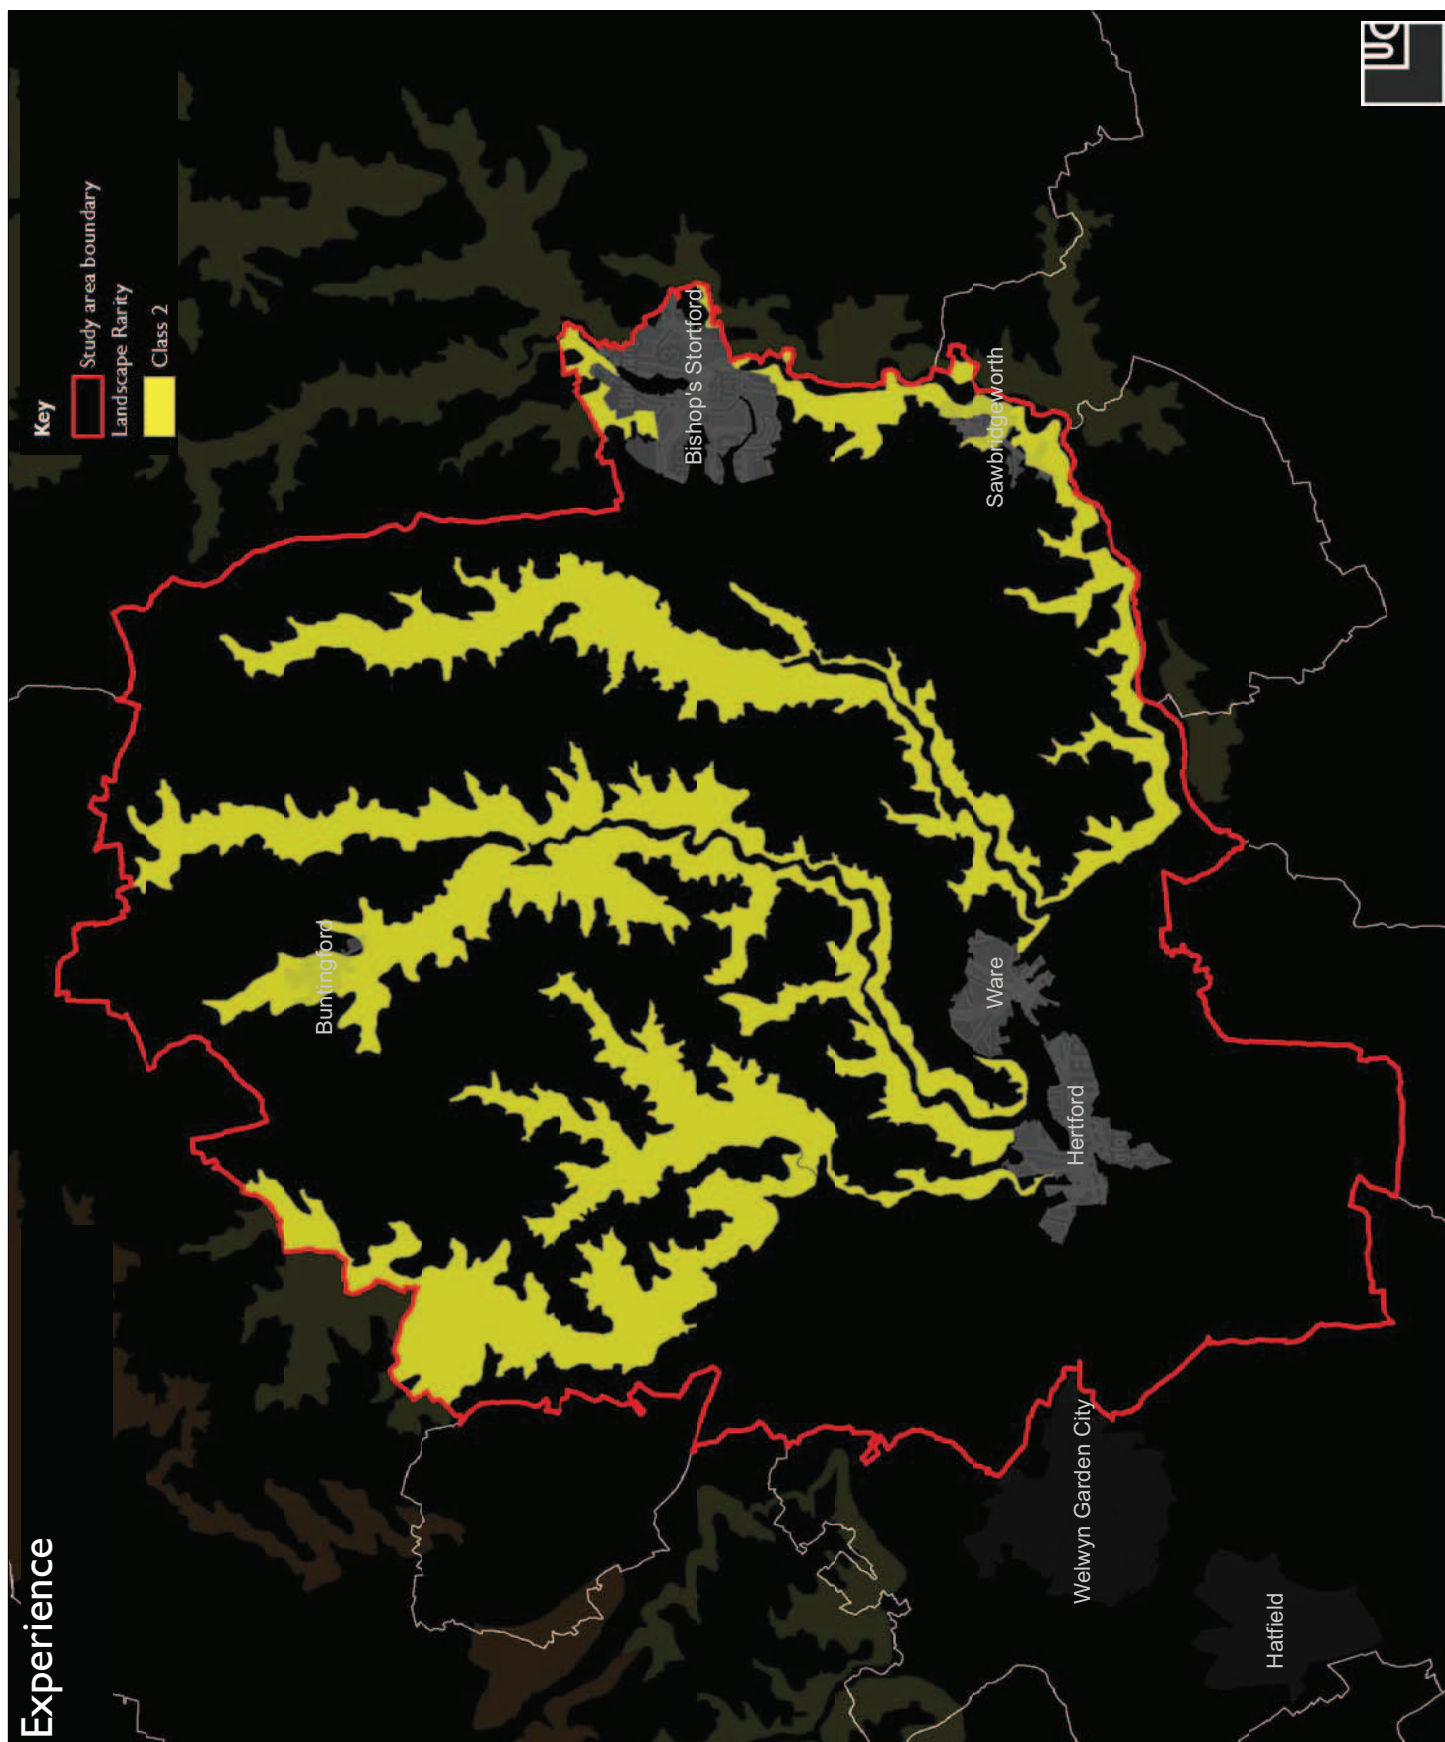 Experience
Key
Study area boundary
Landscape Rarity
Class 2
Buntingford
Bishop's Stortford
Sawbridgeworth
Ware
Hertford
Welwyn Garden City
Hatfield